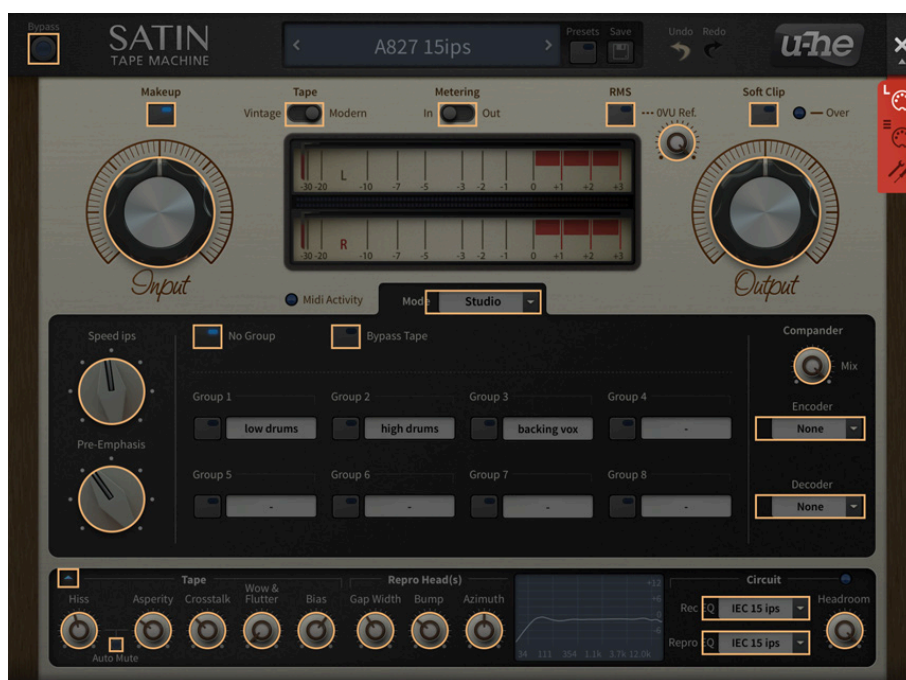 Bypass
SATIN
TAPE MACHINE
A827 15ips
Presets Save
Undo Redo
u-he
Makeup
Tape
Metering
RMS
Soft Clip
Vintage Modern
In Out
0VU Ref.
Over
L
-30 -20 -10 -7 -5 -3 -2 -1 0 +1 +2 +3
R
-30 -20 -10 -7 -5 -3 -2 -1 0 +1 +2 +3
Input
Output
Midi Activity
Mode Studio
Speed ips
No Group
Bypass Tape
Compander
Mix
Group 1 Group 2 Group 3 Group 4
low drums high drums backing vox -
Encoder
None
Pre-Emphasis
Group 5 Group 6 Group 7 Group 8
- - - -
Decoder
None
Tape
Repro Head(s)
Circuit
Hiss Asperity Crosstalk Wow & Flutter Bias Gap Width Bump Azimuth
+12
+6
-6
Rec EQ IEC 15 ips
Headroom
Repro EQ IEC 15 ips
Auto Mute
34 111 354 1.1k 3.7k 12.0k
L